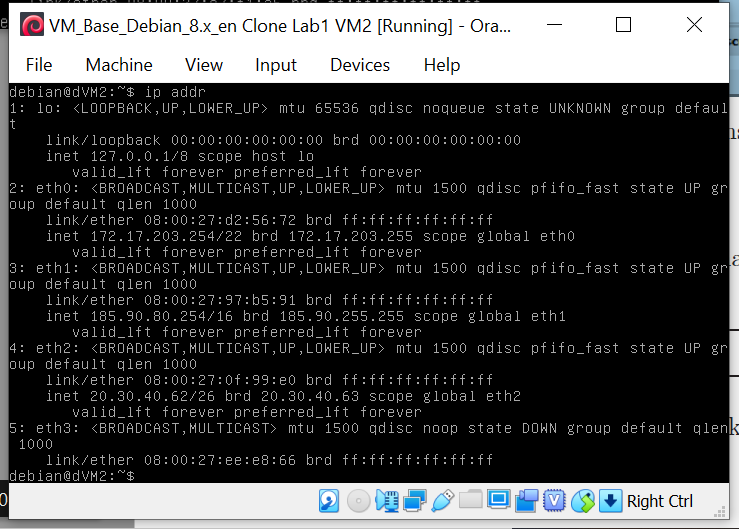 VM_Base_Debian_8.x_en Clone Lab1 VM2 [Running] - Ora...
File Machine View Input Devices Help
debian@dVM2:~$ ip addr
1: lo: <LOOPBACK,UP,LOWER_UP> mtu 65536 qdisc noqueue state UNKNOWN group defaul
t
    link/loopback 00:00:00:00:00:00 brd 00:00:00:00:00:00
    inet 127.0.0.1/8 scope host lo
       valid_lft forever preferred_lft forever
2: eth0: <BROADCAST,MULTICAST,UP,LOWER_UP> mtu 1500 qdisc pfifo_fast state UP gr
oup default qlen 1000
    link/ether 08:00:27:d2:56:72 brd ff:ff:ff:ff:ff:ff
    inet 172.17.203.254/22 brd 172.17.203.255 scope global eth0
       valid_lft forever preferred_lft forever
3: eth1: <BROADCAST,MULTICAST,UP,LOWER_UP> mtu 1500 qdisc pfifo_fast state UP gr
oup default qlen 1000
    link/ether 08:00:27:97:b5:91 brd ff:ff:ff:ff:ff:ff
    inet 185.90.80.254/16 brd 185.90.255.255 scope global eth1
       valid_lft forever preferred_lft forever
4: eth2: <BROADCAST,MULTICAST,UP,LOWER_UP> mtu 1500 qdisc pfifo_fast state UP gr
oup default qlen 1000
    link/ether 08:00:27:0f:99:e0 brd ff:ff:ff:ff:ff:ff
    inet 20.30.40.62/26 brd 20.30.40.63 scope global eth2
       valid_lft forever preferred_lft forever
5: eth3: <BROADCAST,MULTICAST> mtu 1500 qdisc noop state DOWN group default qlen
 1000
    link/ether 08:00:27:ee:e8:66 brd ff:ff:ff:ff:ff:ff
debian@dVM2:~$
Right Ctrl